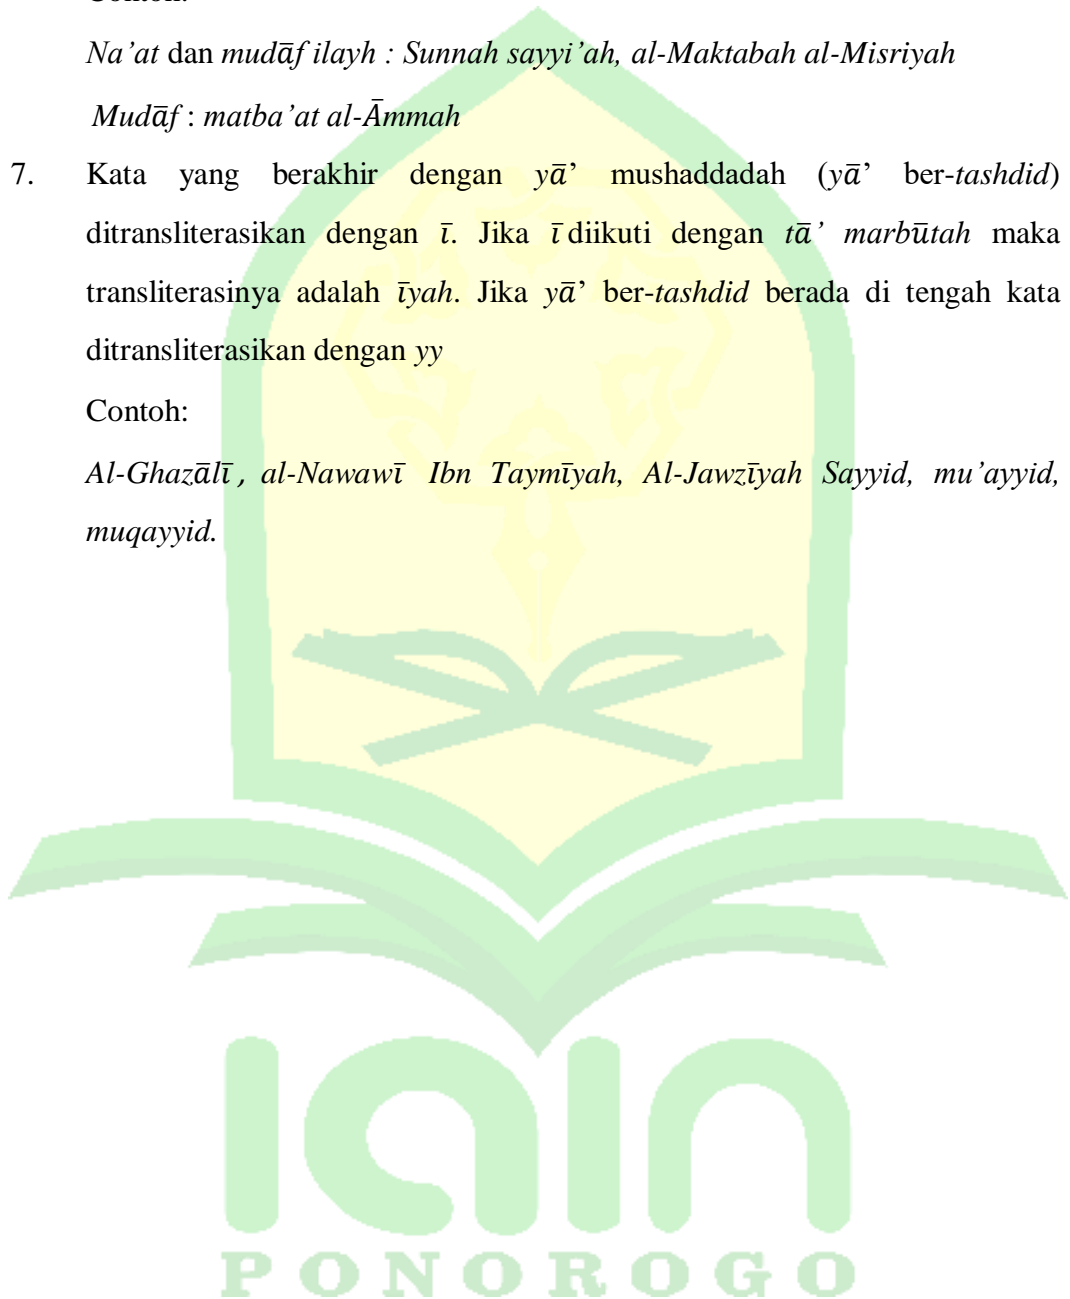 Contoh:
Na’at dan mudāf ilayh : Sunnah sayyi’ah, al-Maktabah al-Misriyah
Mudāf : matba’at al-Āmmah
7. Kata yang berakhir dengan yā’ mushaddadah (yā’ ber-tashdid)
ditransliterasikan dengan ī. Jika ī diikuti dengan tā’ marbūtah maka
transliterasinya adalah īyah. Jika yā’ ber-tashdid berada di tengah kata
ditransliterasikan dengan yy
Contoh:
Al-Ghazālī , al-Nawawī Ibn Taymīyah, Al-Jawzīyah Sayyid, mu’ayyid,
muqayyid.
iain
PONOROGO